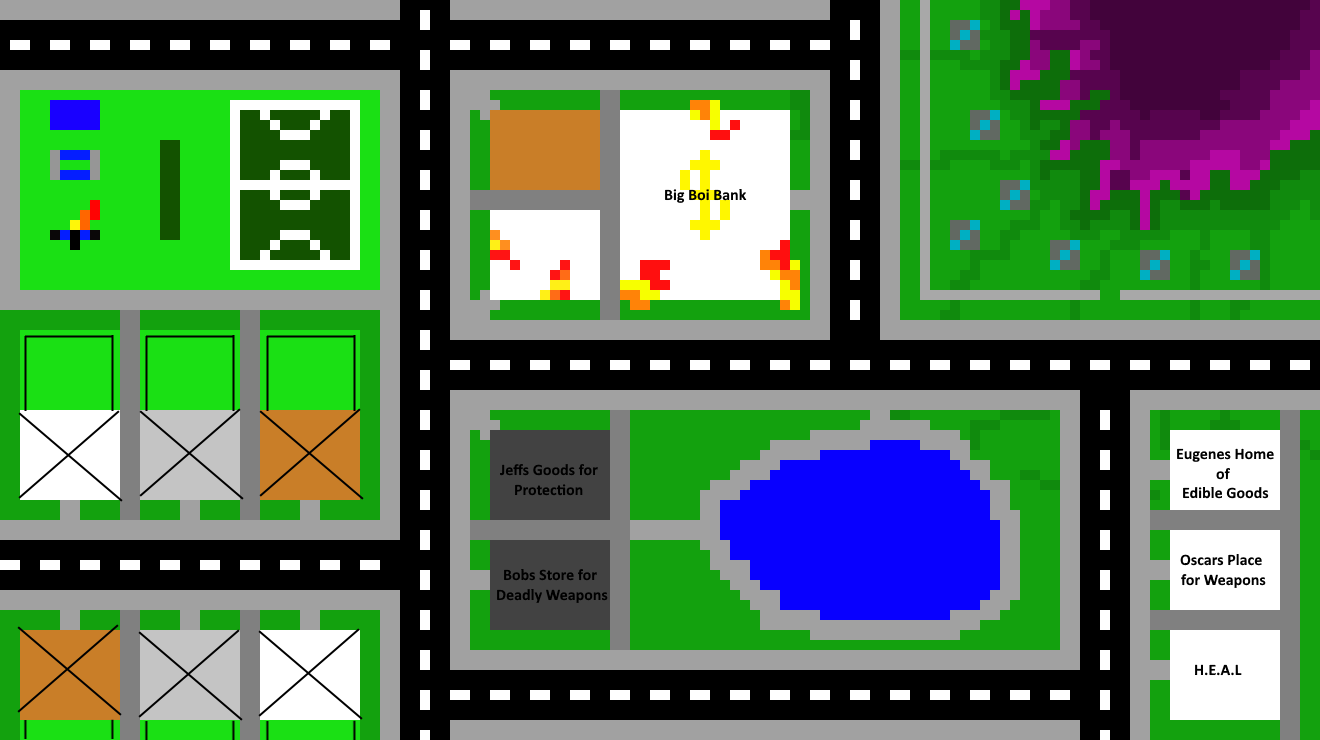 Big Boi Bank
Jeffs Goods for
Protection
Bobs Store for
Deadly Weapons
Eugenes Home
of
Edible Goods
Oscars Place
for Weapons
H.E.A.L